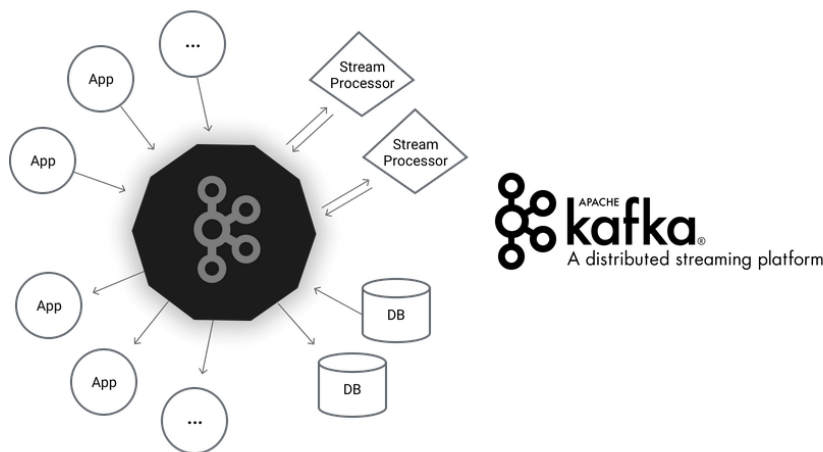 ...
App
App
Stream
Processor
Stream
Processor
App
App
...
DB
DB
APACHE
kafka®
A distributed streaming platform